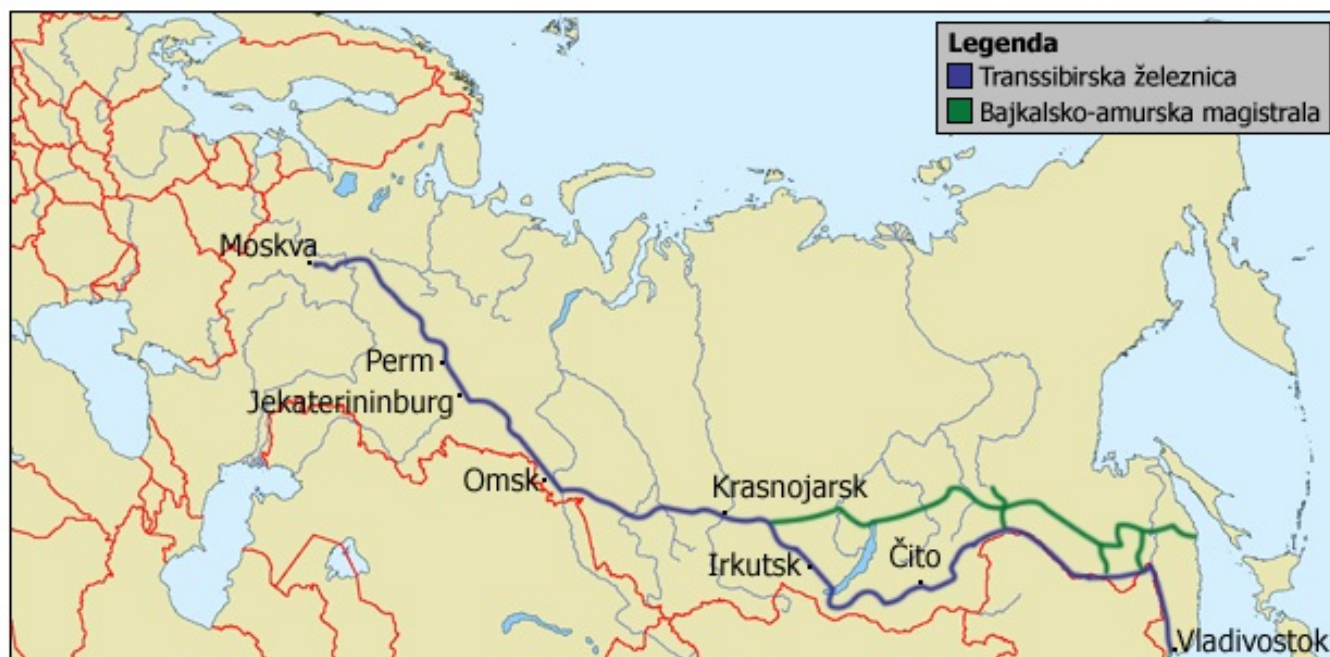 Legenda
Transsibirska železnica
Bajkalsko-amurska magistrala
Moskva
Perm
Jekaterininburg
Omsk
Krasnojarsk
Irkutsk
Čito
Vladivostok